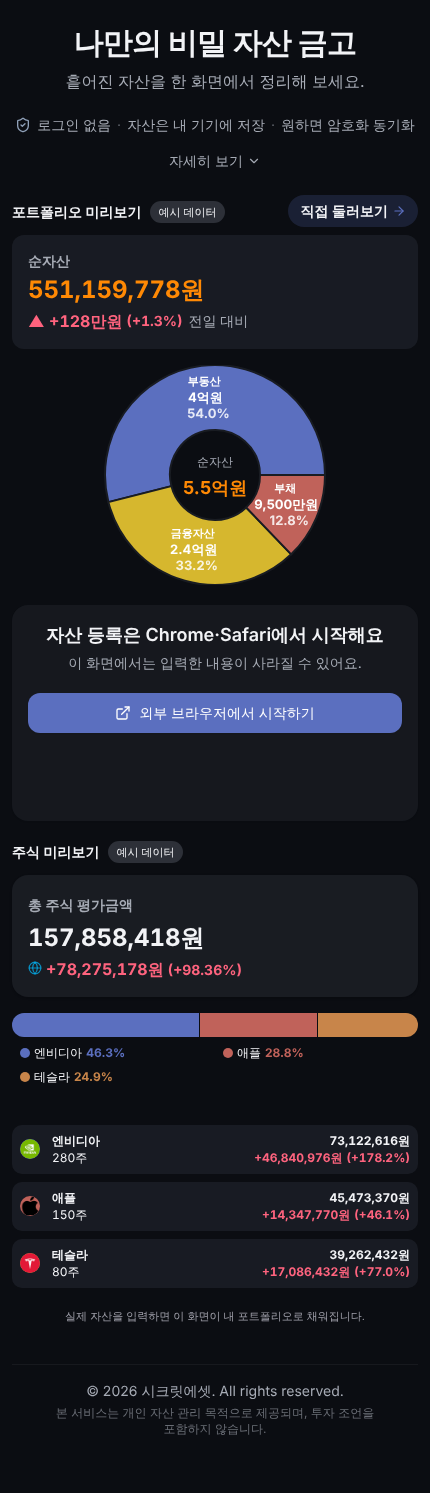 나만의 비밀 자산 금고
흩어진 자산을 한 화면에서 정리해 보세요.
로그인 없음 · 자산은 내 기기에 저장 · 원하면 암호화 동기화
자세히 보기
포트폴리오 미리보기 예시 데이터 직접 둘러보기 →
순자산
551,159,778원
▲ +128만원 (+1.3%) 전일 대비
부동산
4억원
54.0%
순자산
5.5억원
부채
9,500만원
12.8%
금융자산
2.4억원
33.2%
자산 등록은 Chrome·Safari에서 시작해요
이 화면에서는 입력한 내용이 사라질 수 있어요.
외부 브라우저에서 시작하기
주식 미리보기 예시 데이터
총 주식 평가금액
157,858,418원
+78,275,178원 (+98.36%)
엔비디아 46.3% 애플 28.8%
테슬라 24.9%
엔비디아 73,122,616원
280주 +46,840,976원 (+178.2%)
애플 45,473,370원
150주 +14,347,770원 (+46.1%)
테슬라 39,262,432원
80주 +17,086,432원 (+77.0%)
실제 자산을 입력하면 이 화면이 내 포트폴리오로 채워집니다.
© 2026 시크릿에셋. All rights reserved.
본 서비스는 개인 자산 관리 목적으로 제공되며, 투자 조언을
포함하지 않습니다.